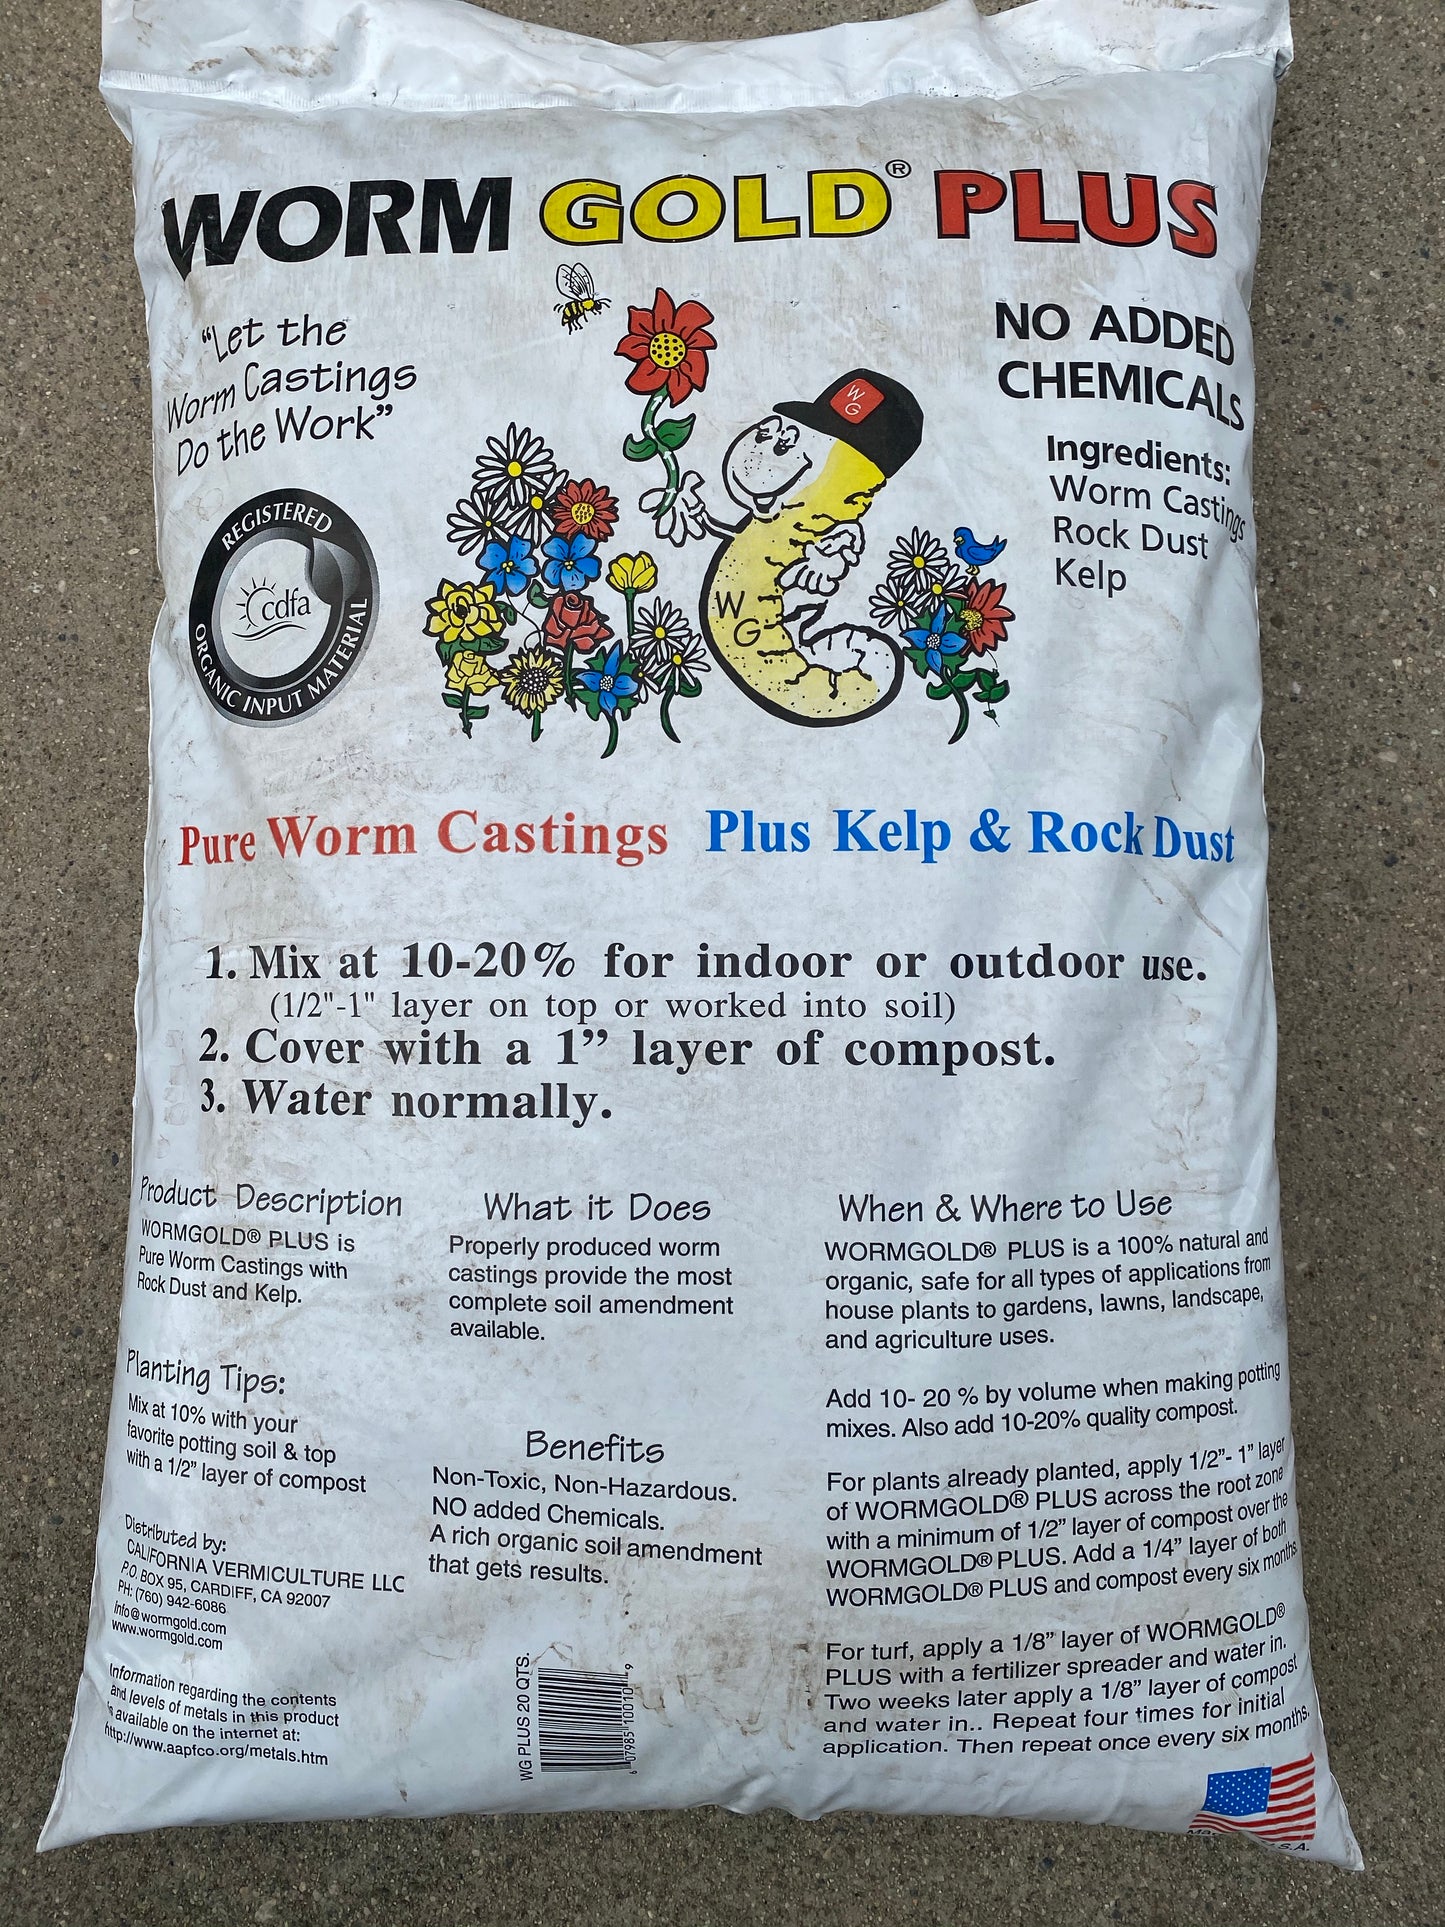 WORM GOLD® PLUS
"Let the
Worm Castings
Do the Work"
NO ADDED
CHEMICALS
Ingredients:
Worm Castings
Rock Dust
Kelp
W
G
W
G
REGISTERED
cdfa
ORGANIC INPUT MATERIAL
Pure Worm Castings Plus Kelp & Rock Dust
1. Mix at 10-20% for indoor or outdoor use.
(1/2"-1" layer on top or worked into soil)
2. Cover with a 1” layer of compost.
3. Water normally.
Product Description
WORMGOLD® PLUS is
Pure Worm Castings with
Rock Dust and Kelp.
Planting Tips:
Mix at 10% with your
favorite potting soil & top
with a 1/2” layer of compost
Distributed by:
CALIFORNIA VERMICULTURE LLC
P.O. BOX 95, CARDIFF, CA 92007
PH: (760) 942-6086
Info@wormgold.com
www.wormgold.com
Information regarding the contents
and levels of metals in this product
is available on the internet at:
http://www.aapfco.org/metals.htm
What it Does
Properly produced worm
castings provide the most
complete soil amendment
available.
Benefits
Non-Toxic, Non-Hazardous.
NO added Chemicals.
A rich organic soil amendment
that gets results.
WG PLUS 20 QTS.
6 07985 10010 9
When & Where to Use
WORMGOLD® PLUS is a 100% natural and
organic, safe for all types of applications from
house plants to gardens, lawns, landscape,
and agriculture uses.
Add 10- 20 % by volume when making potting
mixes. Also add 10-20% quality compost.
For plants already planted, apply 1/2”- 1” layer
of WORMGOLD® PLUS across the root zone
with a minimum of 1/2” layer of compost over the
WORMGOLD® PLUS. Add a 1/4” layer of both
WORMGOLD® PLUS and compost every six months
For turf, apply a 1/8” layer of WORMGOLD®
PLUS with a fertilizer spreader and water in.
Two weeks later apply a 1/8” layer of compost
and water in.. Repeat four times for initial
application. Then repeat once every six months.
S.A.